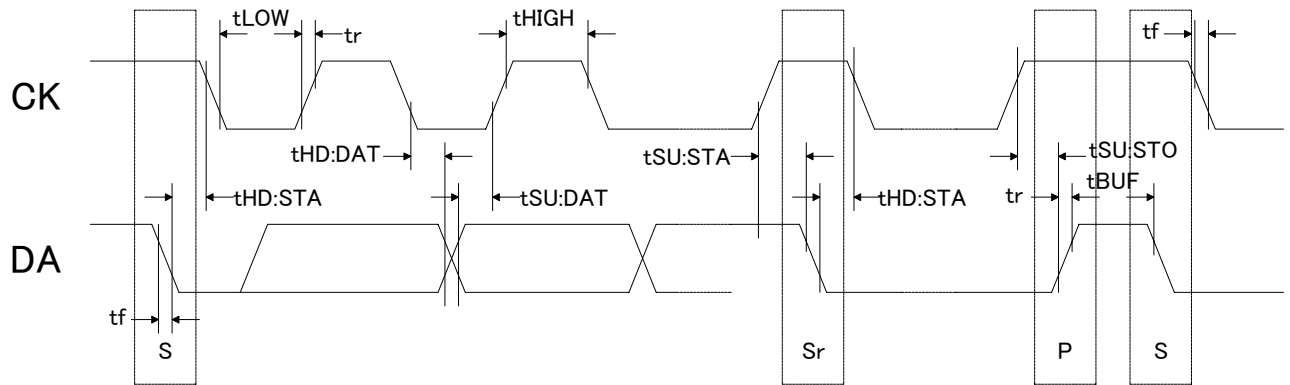 tLOW
tr
tHIGH
tf
CK
tHD:DAT
tSU:STA
tSU:STO
tHD:STA
tSU:DAT
tHD:STA
tr
tBUF
DA
tf
S
Sr
P
S